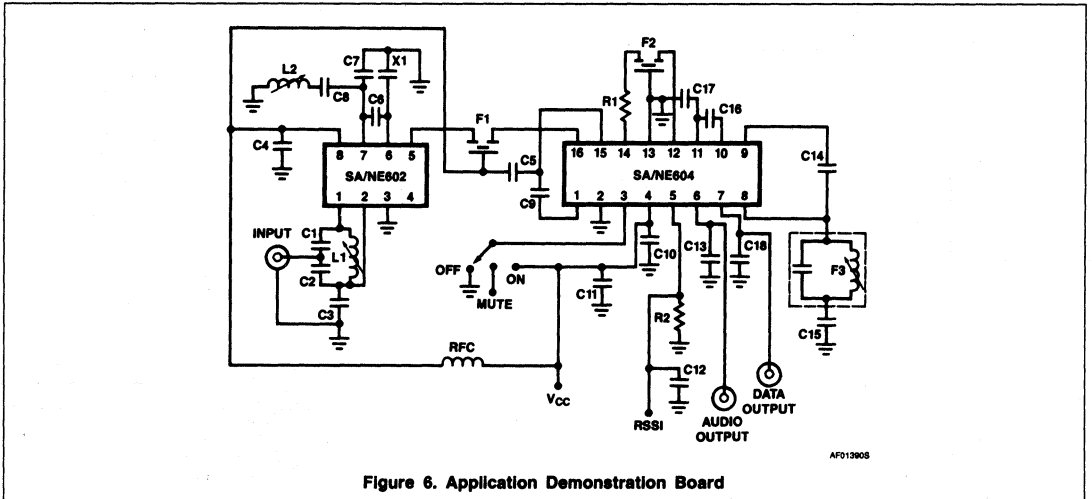 F2
L2
C7
X1
C8
C6
R1
C17
C16
F1
C4
8 7 6 5
SA/NE602
1 2 3 4
C5
C9
16 15 14 13 12 11 10 9
SA/NE604
1 2 3 4 5 6 7 8
C14
INPUT
C1
L1
C2
C3
OFF
ON
MUTE
C10
C11
C13
C18
F3
C15
R2
RFC
VCC
C12
RSSI
AUDIO
OUTPUT
DATA
OUTPUT
AF01390S
Figure 6. Application Demonstration Board